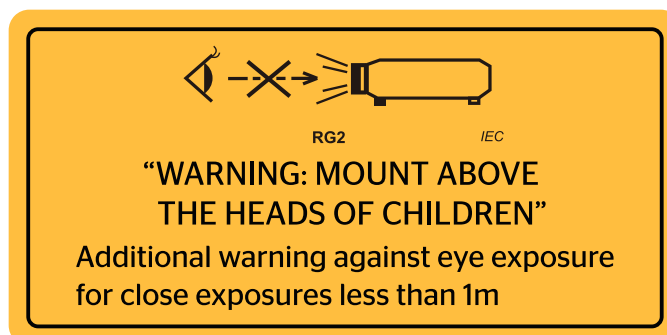 RG2 IEC
“WARNING: MOUNT ABOVE
THE HEADS OF CHILDREN”
Additional warning against eye exposure
for close exposures less than 1m